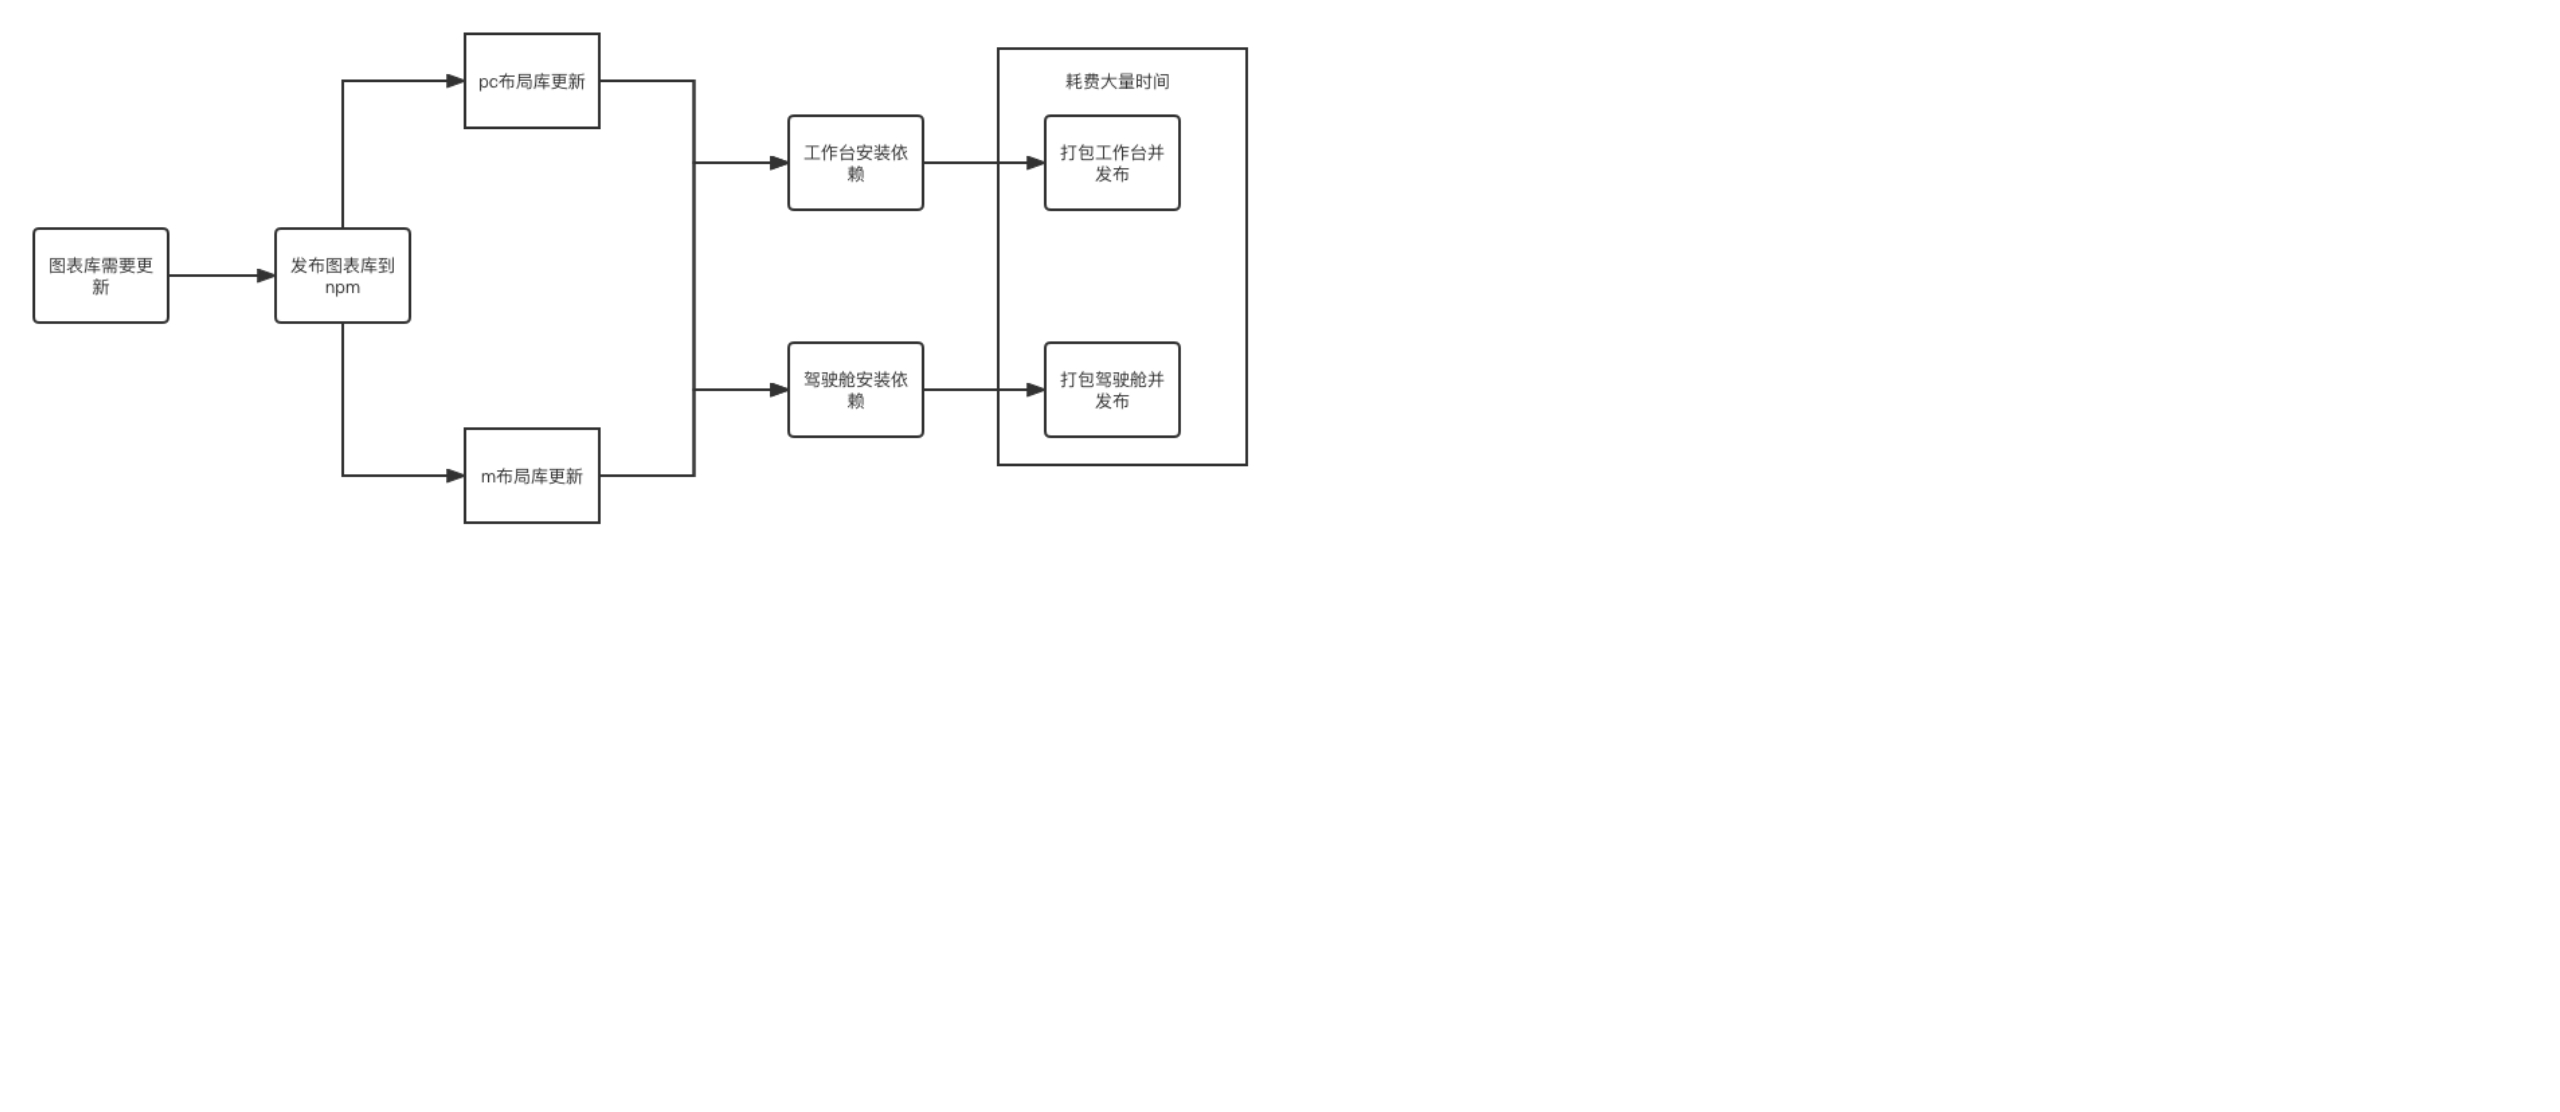 图表库需要更
新
发布图表库到
npm
pc布局库更新
m布局库更新
工作台安装依
赖
驾驶舱安装依
赖
耗费大量时间
打包工作台并
发布
打包驾驶舱并
发布